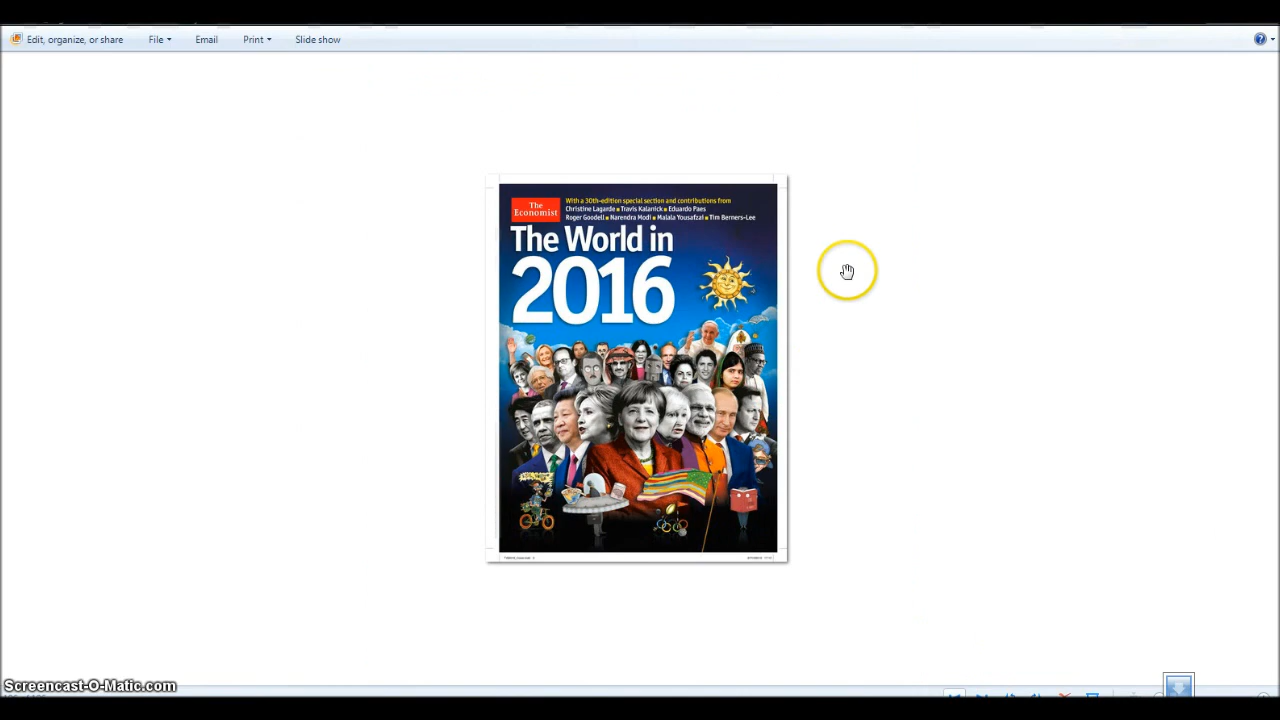 Edit, organize, or share File Email Print Slide show
With a 30th-edition special section and contributions from
The
Economist
Christine Lagarde ■ Travis Kalanick ■ Eduardo Paes
Roger Goodell ■ Narendra Modi ■ Malala Yousafzai ■ Tim Berners-Lee
The World in
2016
Screencast-O-Matic.com